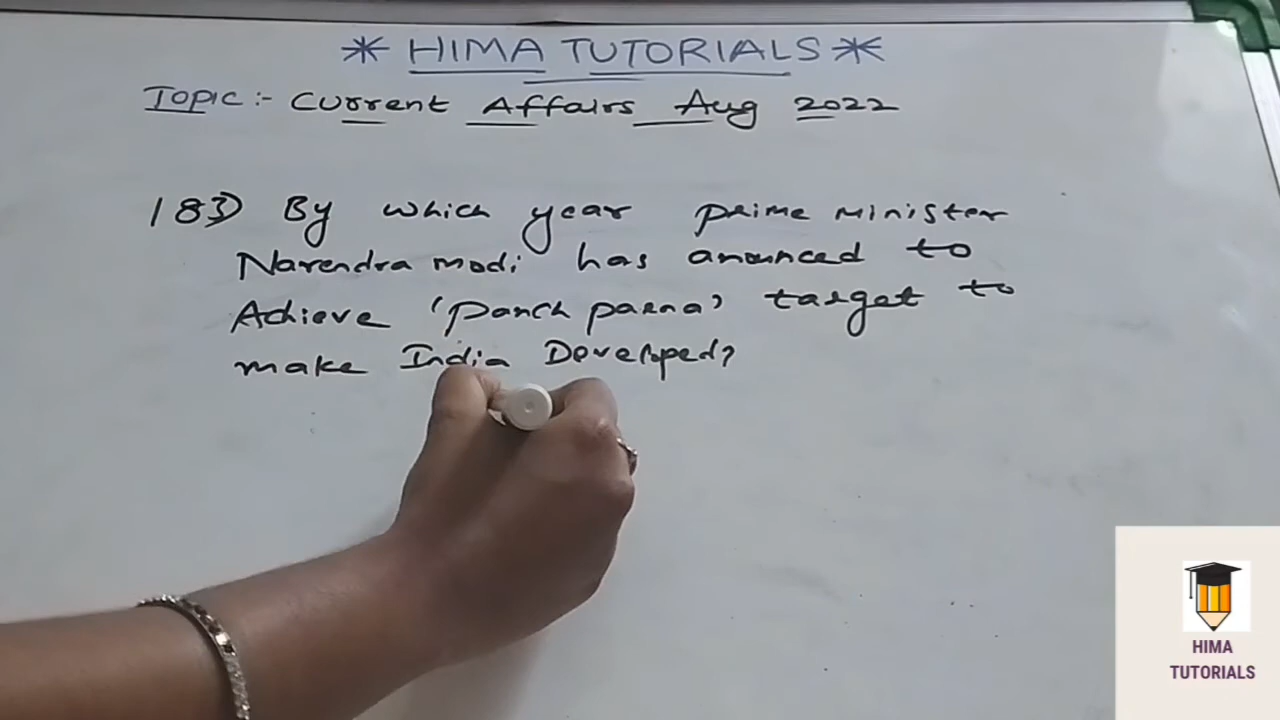 * HIMA TUTORIALS *
Topic:- Current Affairs Aug 2022
183) By which year prime minister
Narendra modi has anounced to
Achieve 'panch parna' target to
make India Developed?
HIMA
TUTORIALS